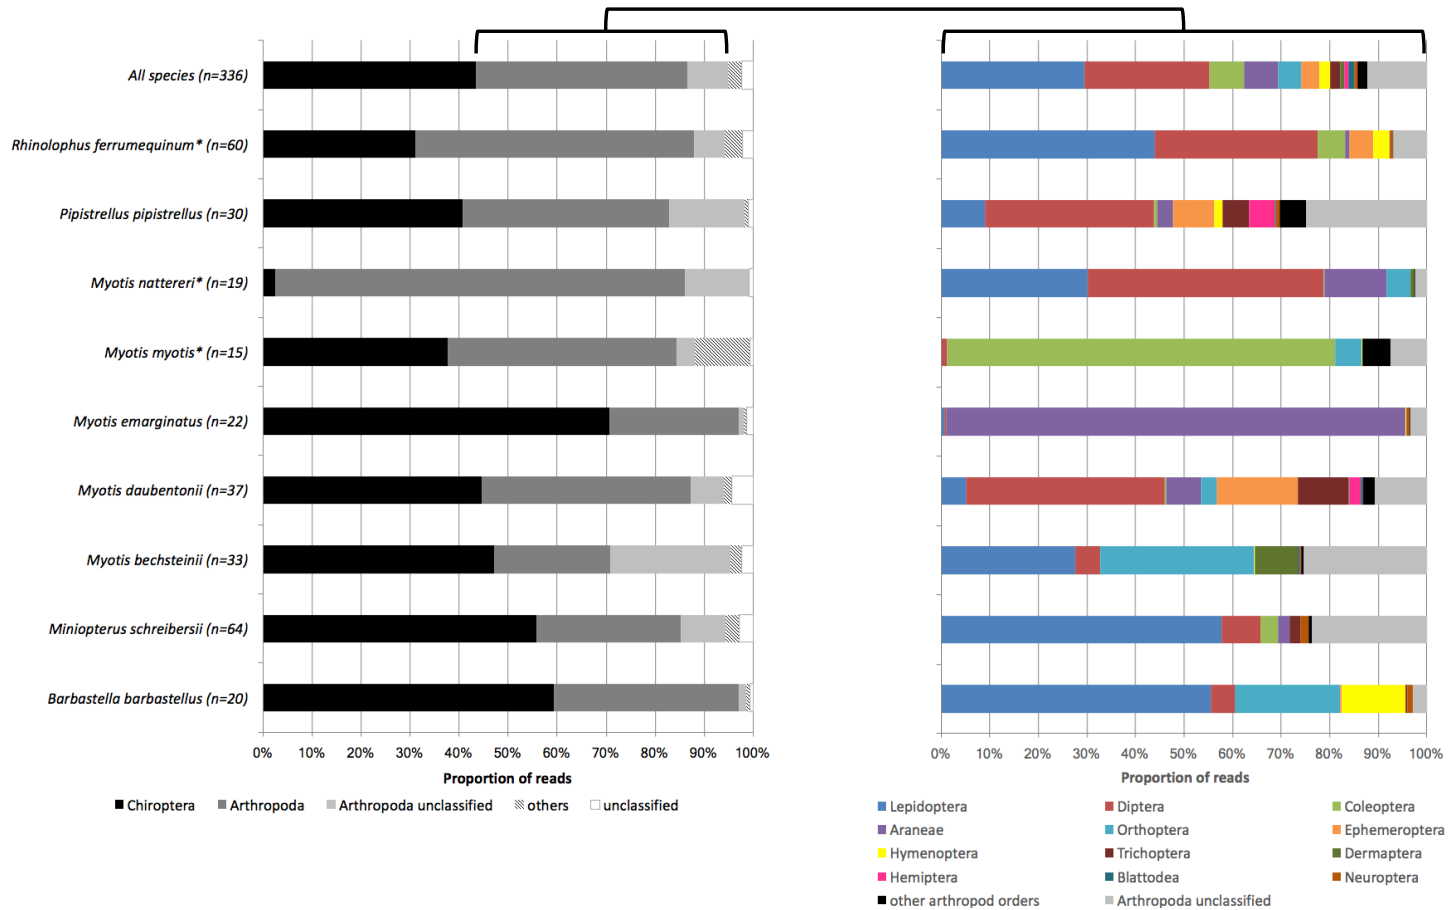 All species (n=336)
Rhinolophus ferrumequinum* (n=60)
Pipistrellus pipistrellus (n=30)
Myotis nattereri* (n=19)
Myotis myotis* (n=15)
Myotis emarginatus (n=22)
Myotis daubentonii (n=37)
Myotis bechsteinii (n=33)
Miniopterus schreibersii (n=64)
Barbastella barbastellus (n=20)
0% 10% 20% 30% 40% 50% 60% 70% 80% 90% 100%
Proportion of reads
Chiroptera Arthropoda Arthropoda unclassified others unclassified
0% 10% 20% 30% 40% 50% 60% 70% 80% 90% 100%
Proportion of reads
Lepidoptera Diptera Coleoptera
Araneae Orthoptera Ephemeroptera
Hymenoptera Trichoptera Dermaptera
Hemiptera Blattodea Neuroptera
other arthropod orders Arthropoda unclassified